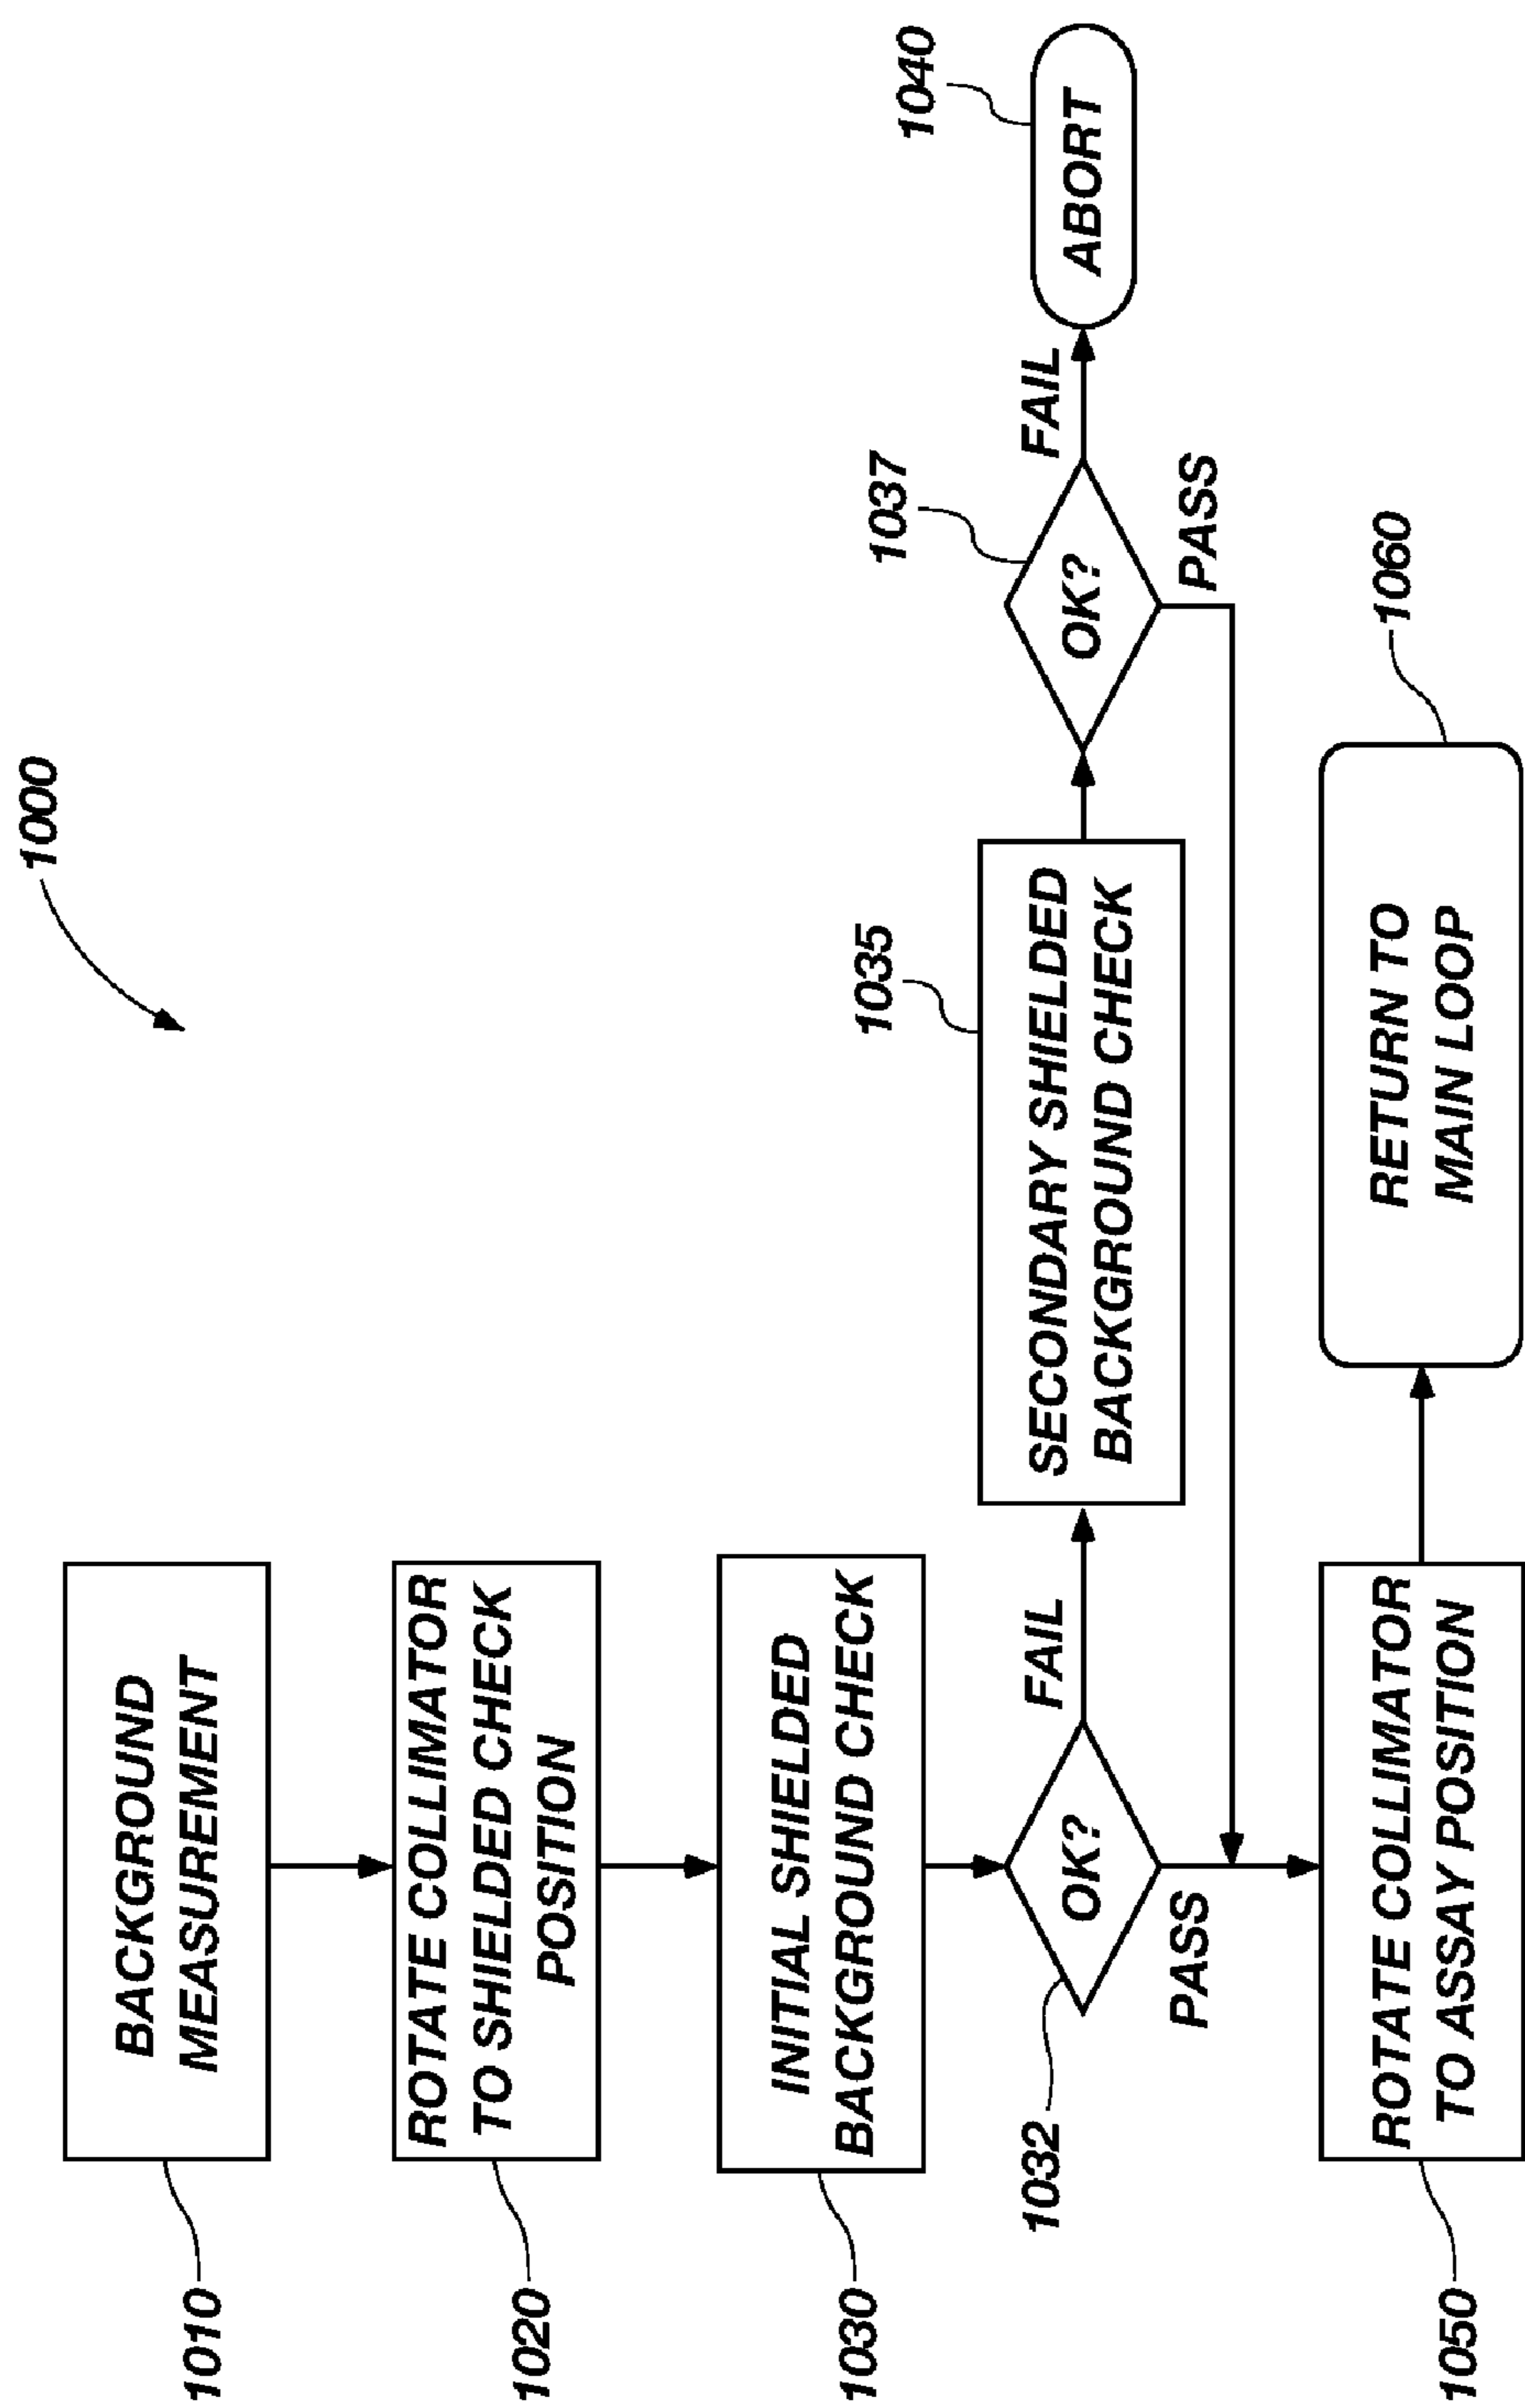 1000
1010
BACKGROUND
MEASUREMENT
1020
ROTATE COLLIMATOR
TO SHIELDED CHECK
POSITION
1030
INITIAL SHIELDED
BACKGROUND CHECK
1032
OK?
FAIL
PASS
1035
SECONDARY SHIELDED
BACKGROUND CHECK
1037
OK?
FAIL
PASS
1040
ABORT
1050
ROTATE COLLIMATOR
TO ASSAY POSITION
1060
RETURN TO
MAIN LOOP